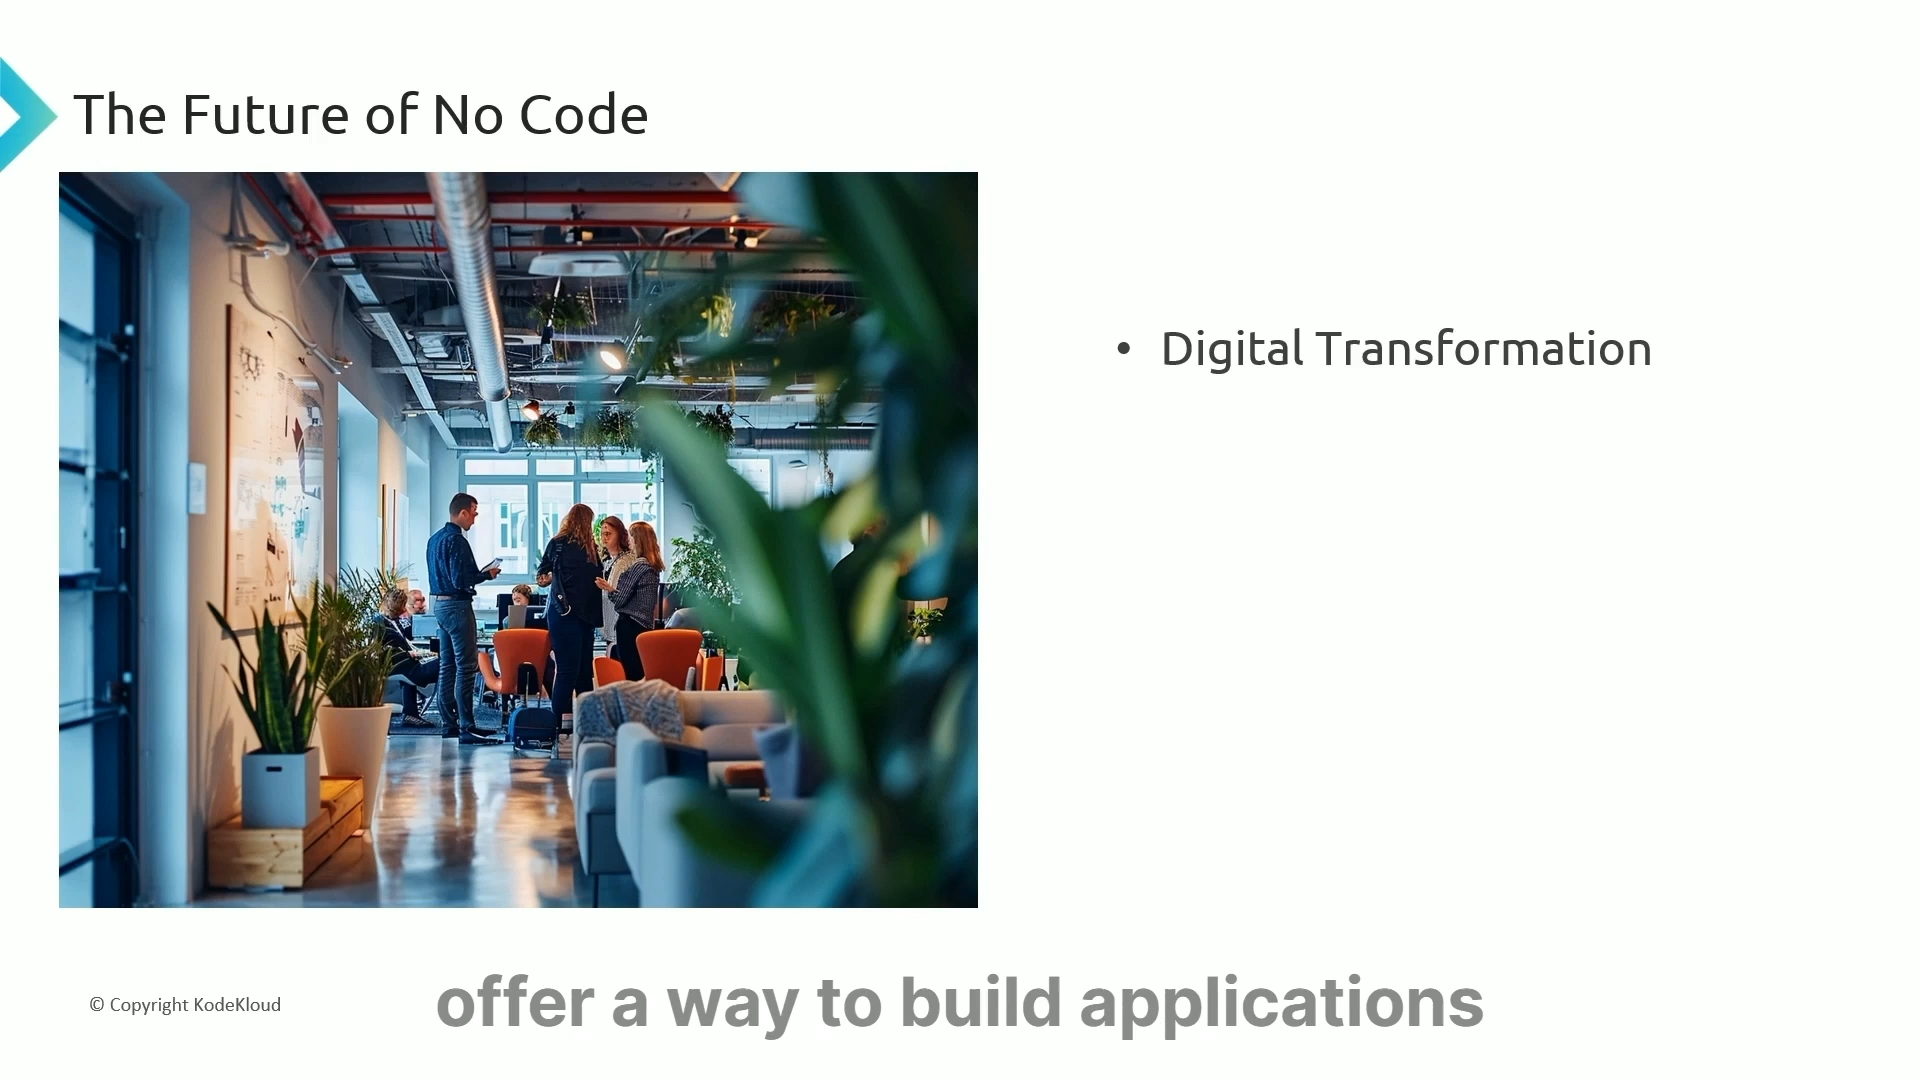 The Future of No Code
• Digital Transformation
© Copyright KodeKloud
offer a way to build applications